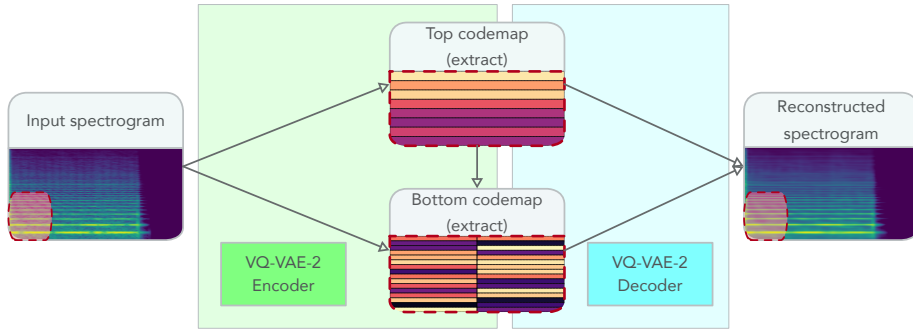 Top codemap
(extract)
Input spectrogram
Reconstructed
spectrogram
Bottom codemap
(extract)
VQ-VAE-2
Encoder
VQ-VAE-2
Decoder